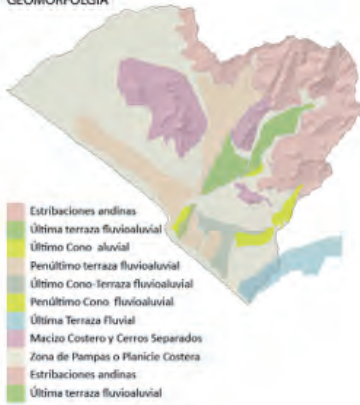 GEOMORFOLGÍA
Estribaciones andinas
Última terraza fluvioaluvial
Último Cono aluvial
Penúltimo terraza fluvioaluvial
Último Cono-Terraza fluvioaluvial
Penúltimo Cono fluvioaluvial
Última Terraza Fluvial
Macizo Costero y Cerros Separados
Zona de Pampas o Planicie Costera
Estribaciones andinas
Última terraza fluvioaluvial